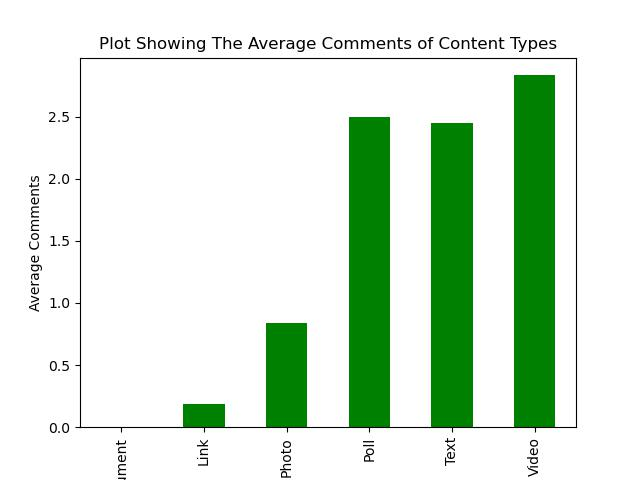 Plot Showing The Average Comments of Content Types
Average Comments
2.5
2.0
1.5
1.0
0.5
0.0
ument
Link
Photo
Poll
Text
Video